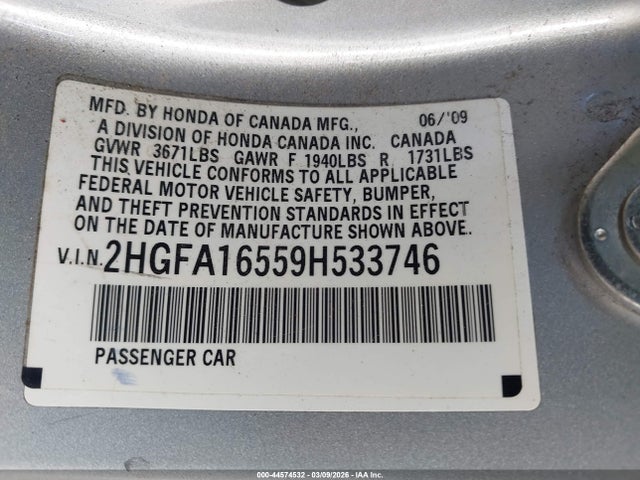 MFD. BY HONDA OF CANADA MFG., 06/'09
A DIVISION OF HONDA CANADA INC. CANADA
GVWR 3671LBS GAWR F 1940LBS R 1731LBS
THIS VEHICLE CONFORMS TO ALL APPLICABLE
FEDERAL MOTOR VEHICLE SAFETY, BUMPER,
AND THEFT PREVENTION STANDARDS IN EFFECT
ON THE DATE OF MANUFACTURE SHOWN ABOVE.
V.I.N. 2HGFA16559H533746
PASSENGER CAR
000-44574532 - 03/09/2026 - IAA Inc.